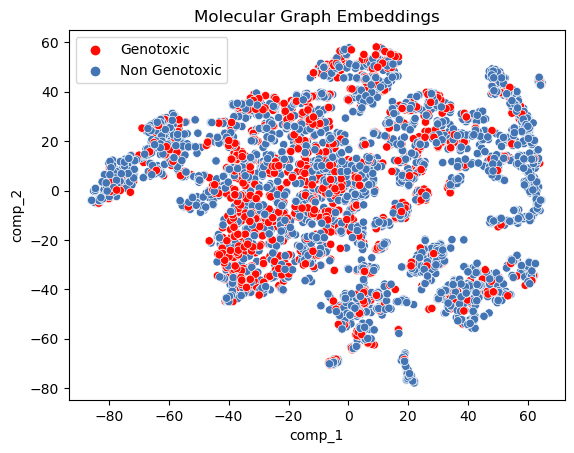 Molecular Graph Embeddings
Genotoxic
Non Genotoxic
60
40
20
0
−20
−40
−60
−80
comp_2
−80 −60 −40 −20 0 20 40 60
comp_1